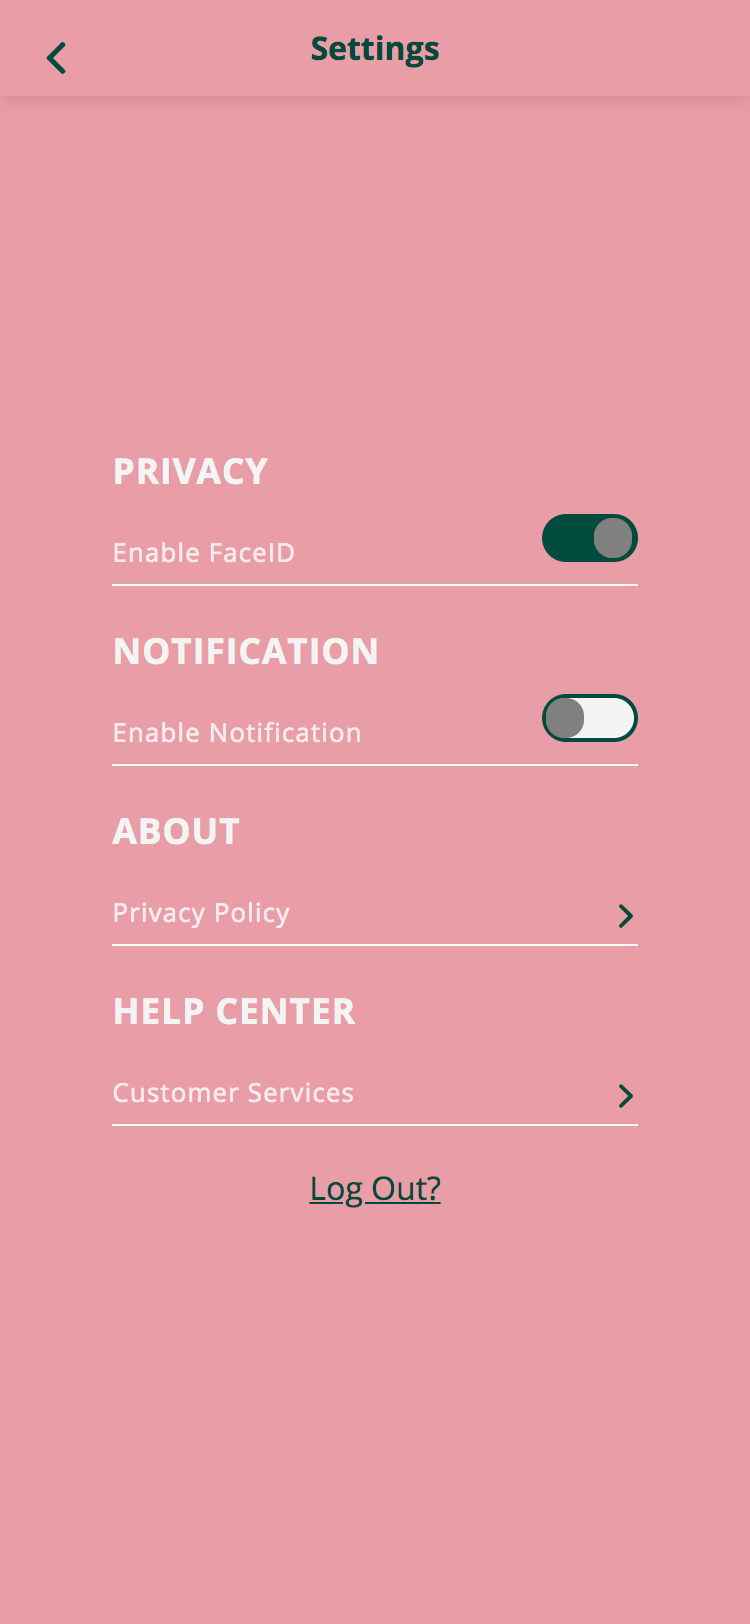 Settings
PRIVACY
Enable FaceID
NOTIFICATION
Enable Notification
ABOUT
Privacy Policy
HELP CENTER
Customer Services
Log Out?